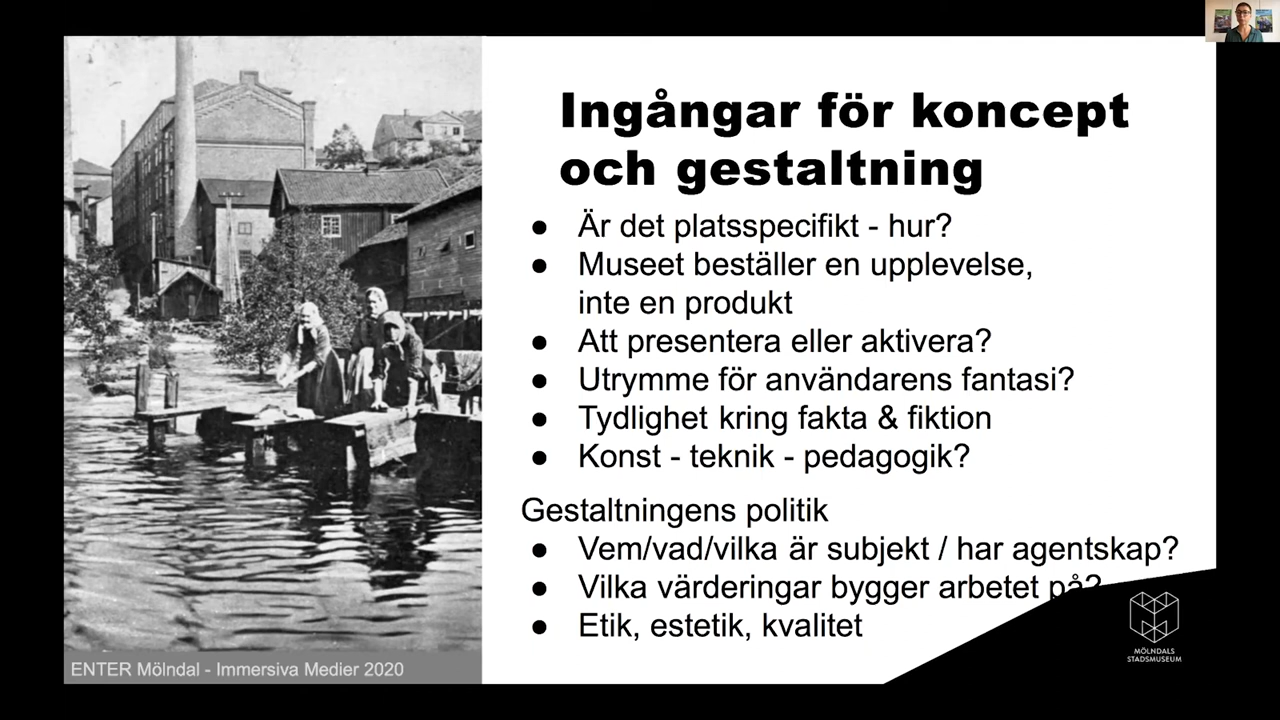 Ingångar för koncept
och gestaltning
● Är det platsspecifikt - hur?
● Museet beställer en upplevelse,
inte en produkt
● Att presentera eller aktivera?
● Utrymme för användarens fantasi?
● Tydlighet kring fakta & fiktion
● Konst - teknik - pedagogik?
Gestaltningens politik
● Vem/vad/vilka är subjekt / har agentskap?
● Vilka värderingar bygger arbetet på?
● Etik, estetik, kvalitet
ENTER Mölndal - Immersiva Medier 2020
MÖLNDALS
STADSMUSEUM